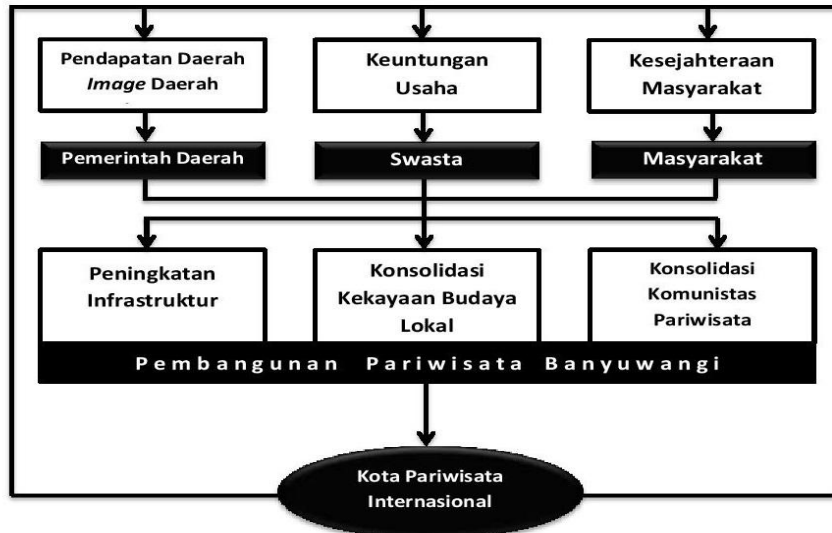 Pendapatan Daerah
Image Daerah
Keuntungan
Usaha
Kesejahteraan
Masyarakat
Pemerintah Daerah
Swasta
Masyarakat
Peningkatan
Infrastruktur
Konsolidasi
Kekayaan Budaya
Lokal
Konsolidasi
Komunistas
Pariwisata
Pembangunan Pariwisata Banyuwangi
Kota Pariwisata
Internasional